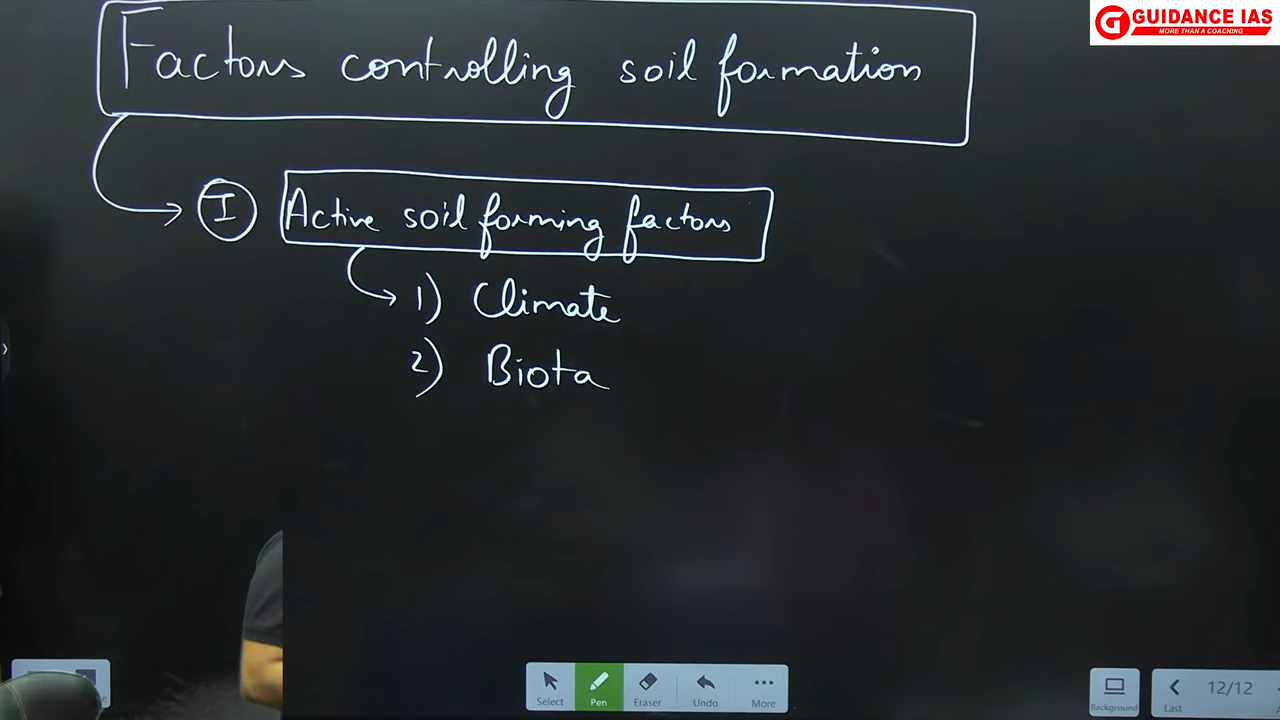 GUIDANCE IAS
MORE THAN A COACHING
Factors controlling soil formation
I Active soil forming factors
1) Climate
2) Biota
Select Pen Eraser Undo More
Background
Last
12/12